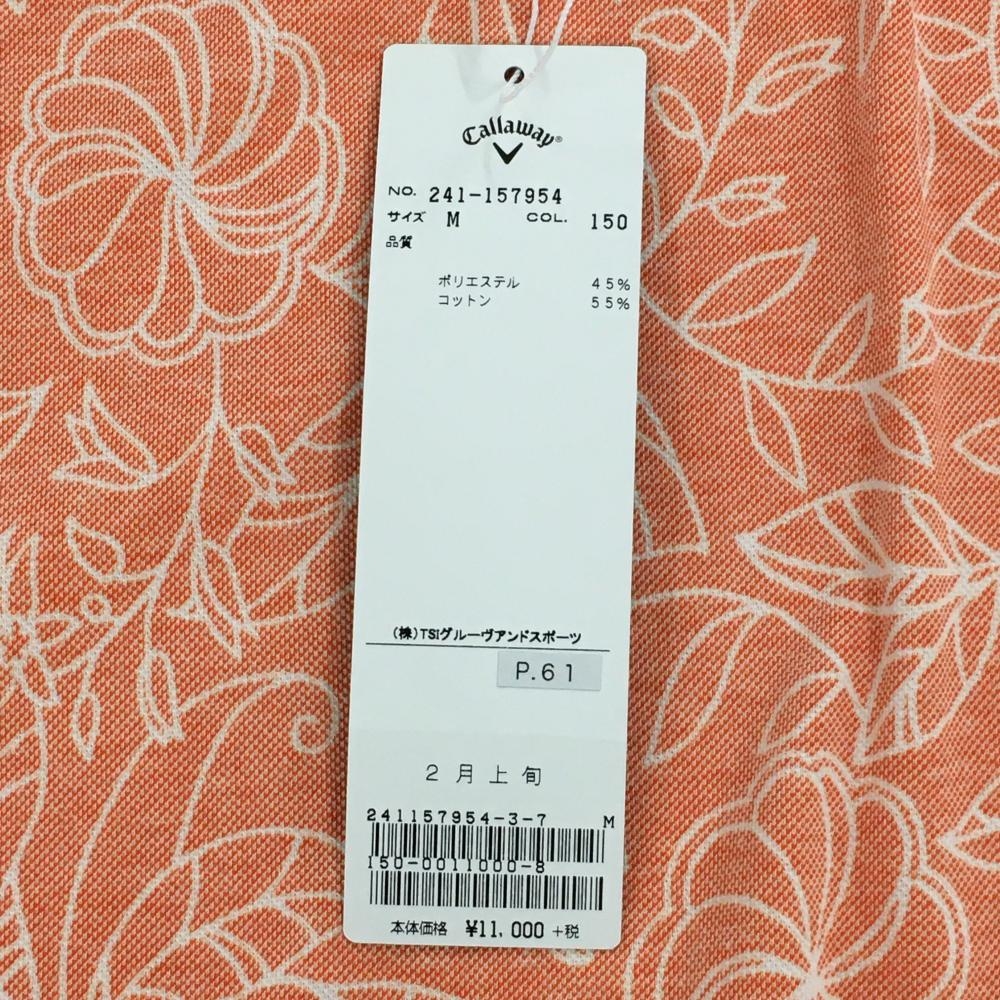 Callaway®
NO. 241-157954
サイズ M COL. 150
品質
ポリエステル 45%
コットン 55%
(株)TSIグルーヴアンドスポーツ
P.61
2月上旬
241157954-3-7 M
150-0011000-8
本体価格 ¥11,000 +税